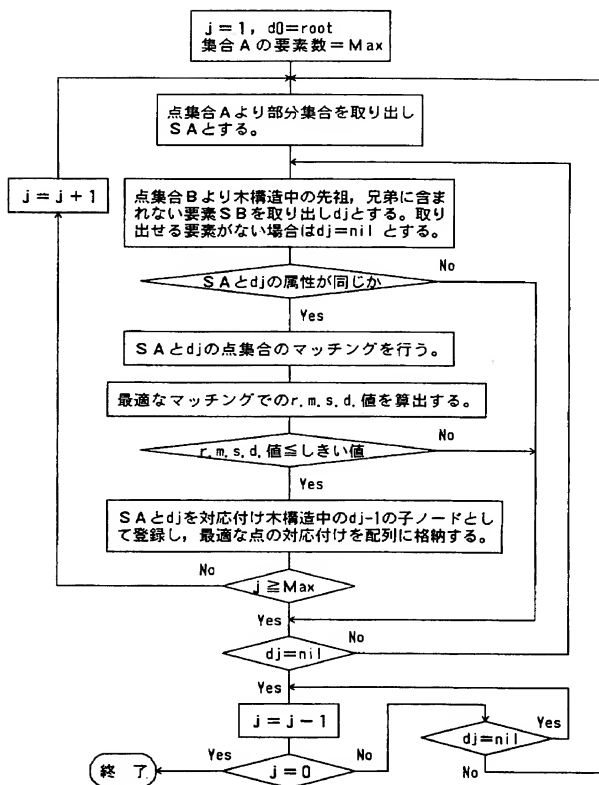 j＝1，d0＝root
集合Aの要素数＝Max
点集合Aより部分集合を取り出し
SAとする。
j＝j＋1
点集合Bより木構造中の先祖，兄弟に含ま
れない要素SBを取り出しdjとする。取り
出せる要素がない場合はdj＝nilとする。
SAとdjの属性が同じか
No
Yes
SAとdjの点集合のマッチングを行う。
最適なマッチングでのr.m.s.d.値を算出する。
r.m.s.d.値≦しきい値
No
Yes
SAとdjを対応付け木構造中のdj-1の子ノードとし
て登録し，最適な点の対応付けを配列に格納する。
No
j≧Max
Yes
No
dj＝nil
Yes
j＝j－1
dj＝nil
Yes
No
Yes
j＝0
No
終 了